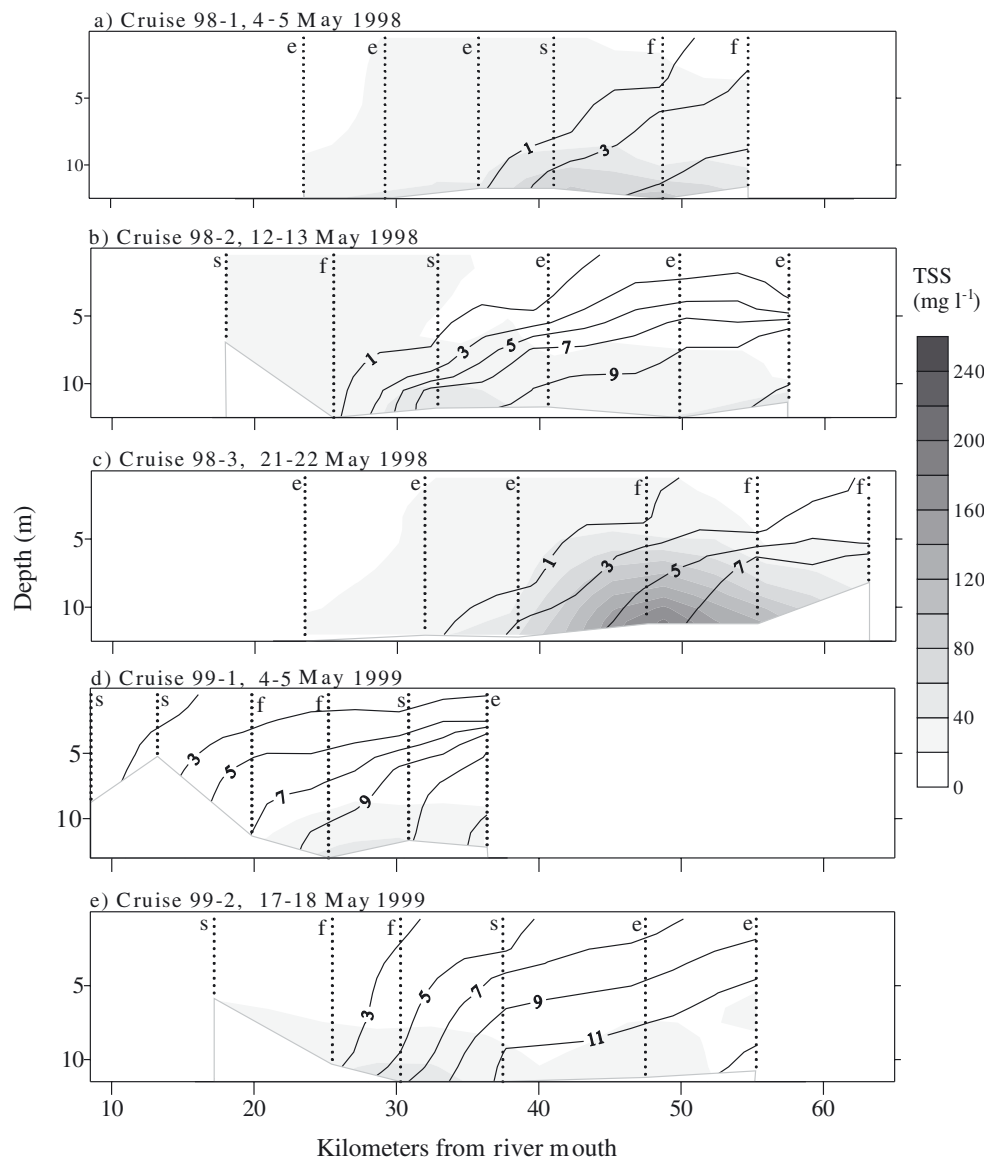 a) Cruise 98-1, 4-5 May 1998
e e e s f f
5
10
1 3
b) Cruise 98-2, 12-13 May 1998
s f s e e e
5
10
1 3 5 7 9
c) Cruise 98-3, 21-22 May 1998
e e e f f f
5
10
1 3 5 7
d) Cruise 99-1, 4-5 May 1999
s s f f s e
5
10
3 5 7 9
e) Cruise 99-2, 17-18 May 1999
s f f s e e
5
10
3 5 7 9 11
10 20 30 40 50 60
Kilometers from river mouth
Depth (m)
TSS
(mg l-1)
240
200
160
120
80
40
0